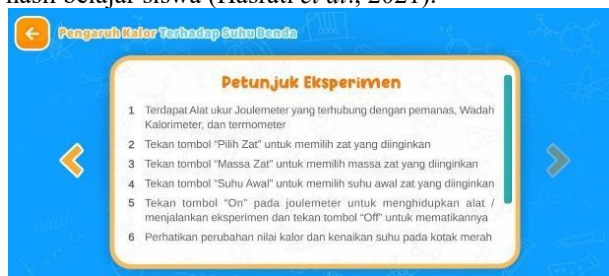 hasil belajar siswa (Hasrati et al., 2021).
Pengaruh Kalor Terhadap Suhu Benda
Petunjuk Eksperimen
1 Terdapat Alat ukur Joulemeter yang terhubung dengan pemanas, Wadah
Kalorimeter, dan termometer
2 Tekan tombol “Pilih Zat” untuk memilih zat yang diinginkan
3 Tekan tombol “Massa Zat” untuk memilih massa zat yang diinginkan
4 Tekan tombol “Suhu Awal” untuk memilih suhu awal zat yang diinginkan
5 Tekan tombol “On” pada joulemeter untuk menghidupkan alat /
menjalankan eksperimen dan tekan tombol “Off” untuk mematikannya
6 Perhatikan perubahan nilai kalor dan kenaikan suhu pada kotak merah